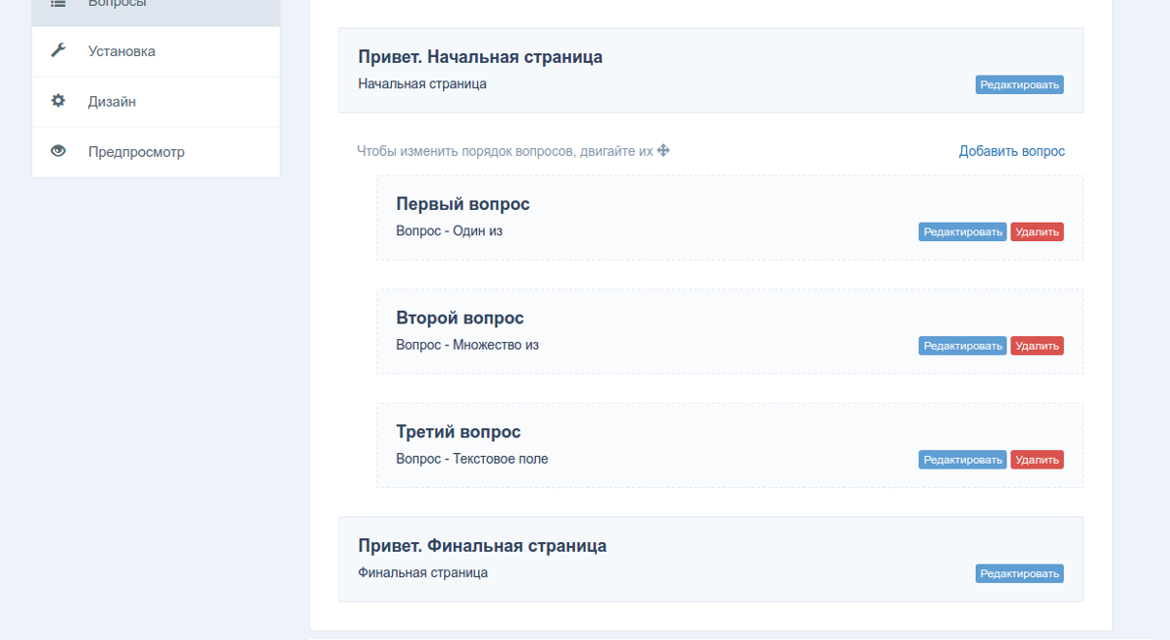 Вопросы
Установка
Дизайн
Предпросмотр
Привет. Начальная страница
Начальная страница
Редактировать
Чтобы изменить порядок вопросов, двигайте их
Добавить вопрос
Первый вопрос
Вопрос - Один из
Редактировать Удалить
Второй вопрос
Вопрос - Множество из
Редактировать Удалить
Третий вопрос
Вопрос - Текстовое поле
Редактировать Удалить
Привет. Финальная страница
Финальная страница
Редактировать